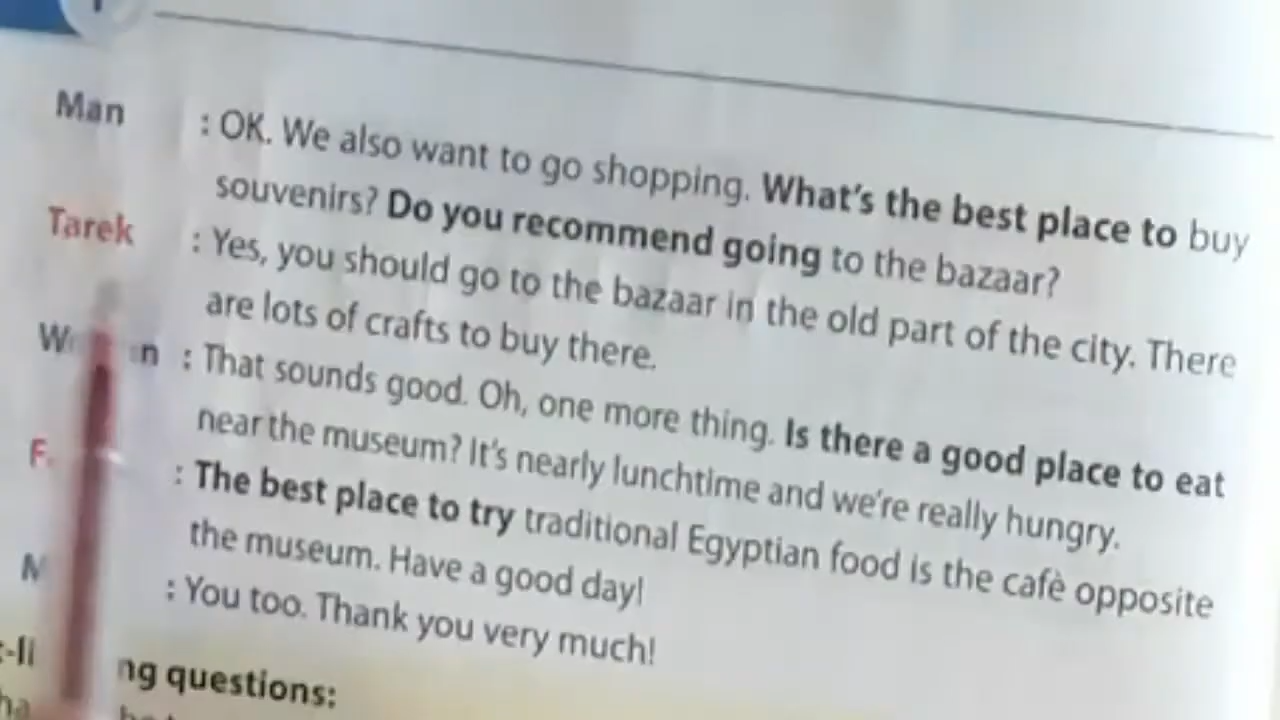 Man : OK. We also want to go shopping. What's the best place to buy
souvenirs? Do you recommend going to the bazaar?
Tarek : Yes, you should go to the bazaar in the old part of the city. There
are lots of crafts to buy there.
: That sounds good. Oh, one more thing. Is there a good place to eat
near the museum? It's nearly lunchtime and we're really hungry.
: The best place to try traditional Egyptian food is the cafè opposite
the museum. Have a good day!
: You too. Thank you very much!
questions: